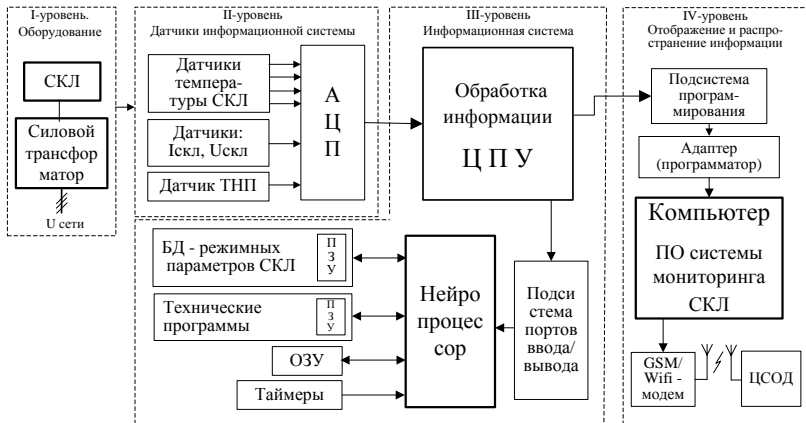 I-уровень.
Оборудование
СКЛ
Силовой
трансфор
матор
U сети
II-уровень
Датчики информационной системы
Датчики
темпера-
туры СКЛ
Датчики:
Iскл, Uскл
Датчик ТНП
А
Ц
П
III-уровень
Информационная система
Обработка
информации
Ц П У
БД - режимных
параметров СКЛ
П
З
У
Технические
программы
П
З
У
ОЗУ
Таймеры
Нейро
процес
сор
Подси
стема
портов
ввода/
вывода
IV-уровень
Отображение и распро-
странение информации
Подсистема
програм-
мирования
Адаптер
(программатор)
Компьютер
ПО системы
мониторинга
СКЛ
GSM/
Wifi -
модем
ЦСОД